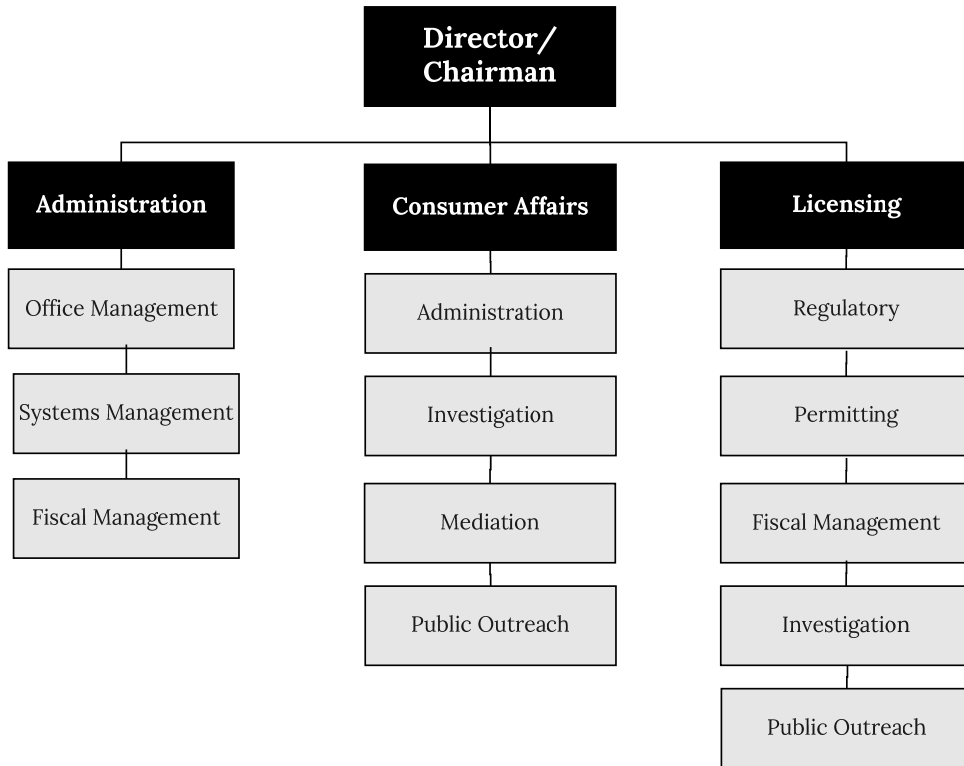 Director/
Chairman
Administration
Consumer Affairs
Licensing
Office Management
Systems Management
Fiscal Management
Administration
Investigation
Mediation
Public Outreach
Regulatory
Permitting
Fiscal Management
Investigation
Public Outreach